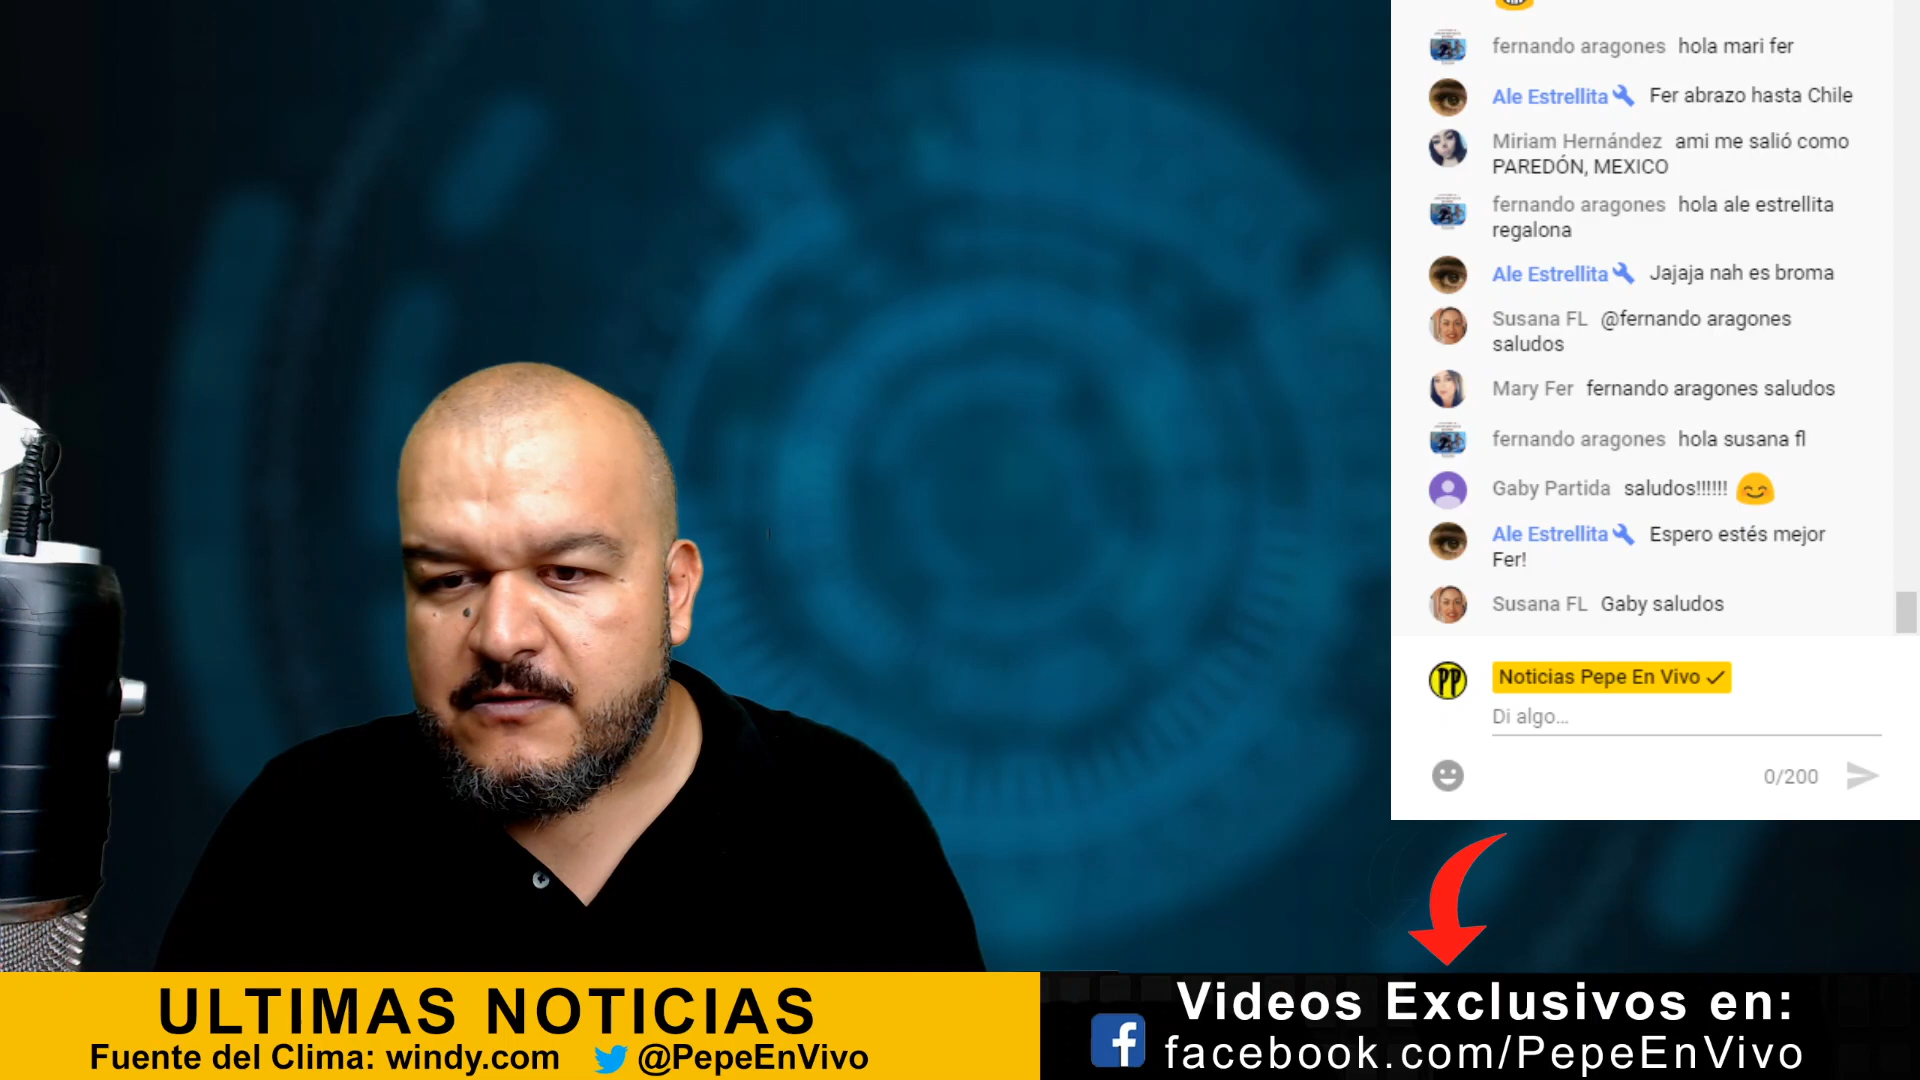 fernando aragones hola mari fer
Ale Estrellita Fer abrazo hasta Chile
Miriam Hernández ami me salió como
PAREDÓN, MEXICO
fernando aragones hola ale estrellita
regalona
Ale Estrellita Jajaja nah es broma
Susana FL @fernando aragones
saludos
Mary Fer fernando aragones saludos
fernando aragones hola susana fl
Gaby Partida saludos!!!!!! 😊
Ale Estrellita Espero estés mejor
Fer!
Susana FL Gaby saludos
PP
Noticias Pepe En Vivo ✓
Di algo...
0/200
ULTIMAS NOTICIAS
Fuente del Clima: windy.com @PepeEnVivo
Videos Exclusivos en:
f facebook.com/PepeEnVivo